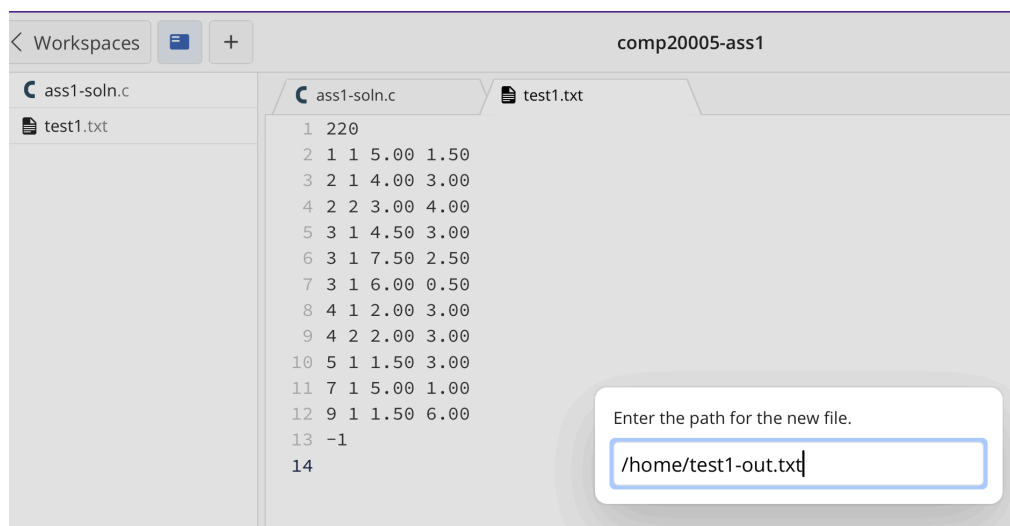 Workspaces
+
comp20005-ass1
ass1-soln.c
test1.txt
ass1-soln.c
test1.txt
1 220
2 1 1 5.00 1.50
3 2 1 4.00 3.00
4 2 2 3.00 4.00
5 3 1 4.50 3.00
6 3 1 7.50 2.50
7 3 1 6.00 0.50
8 4 1 2.00 3.00
9 4 2 2.00 3.00
10 5 1 1.50 3.00
11 7 1 5.00 1.00
12 9 1 1.50 6.00
13 -1
14
Enter the path for the new file.
/home/test1-out.txt